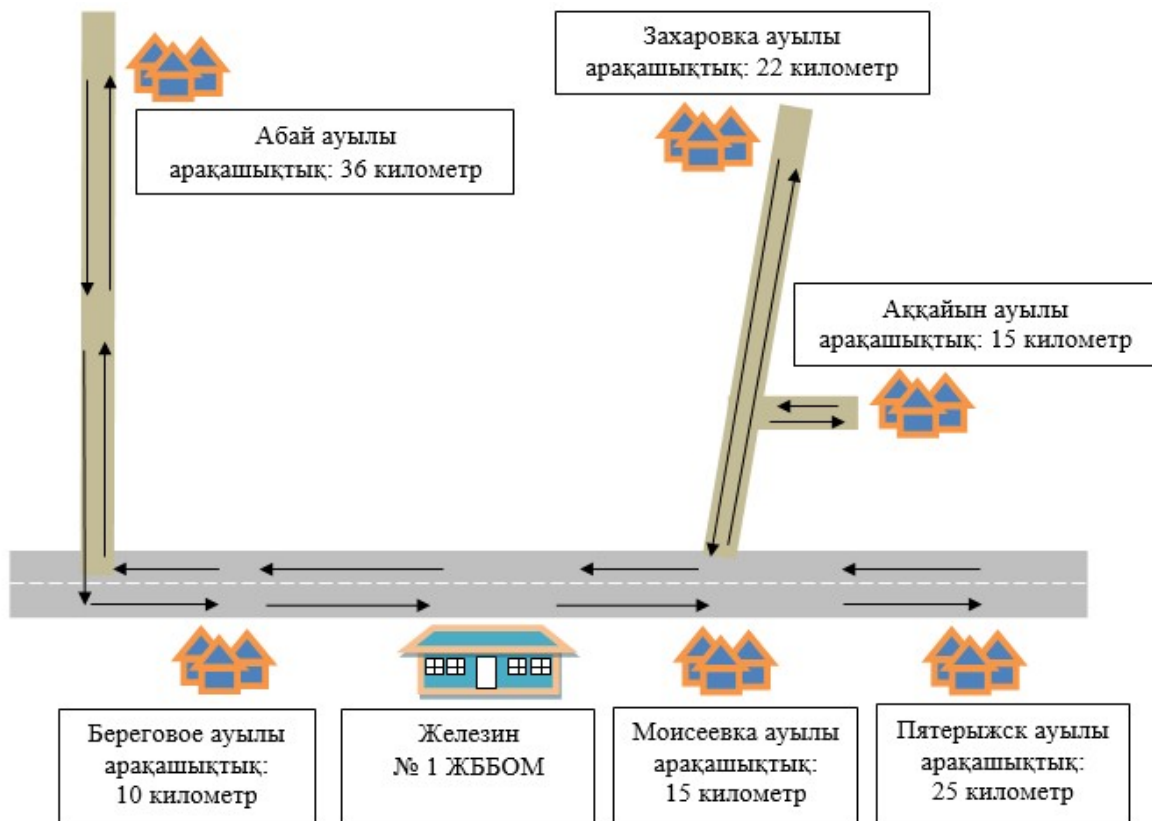 Захаровка ауылы
арақашықтық: 22 километр
Абай ауылы
арақашықтық: 36 километр
Аққайын ауылы
арақашықтық: 15 километр
Береговое ауылы
арақашықтық:
10 километр
Железин
№ 1 ЖББОМ
Моисеевка ауылы
арақашықтық:
15 километр
Пятерыжск ауылы
арақашықтық:
25 километр